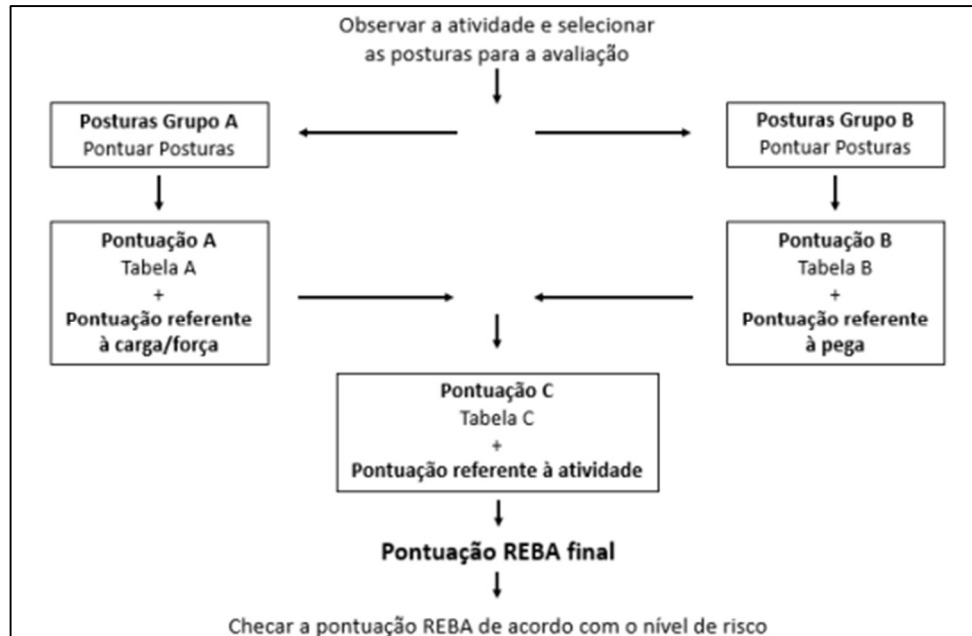 Observar a atividade e selecionar
as posturas para a avaliação
Posturas Grupo A
Pontuar Posturas
Posturas Grupo B
Pontuar Posturas
Pontuação A
Tabela A
+
Pontuação referente
à carga/força
Pontuação B
Tabela B
+
Pontuação referente
à pega
Pontuação C
Tabela C
+
Pontuação referente à atividade
Pontuação REBA final
Checar a pontuação REBA de acordo com o nível de risco